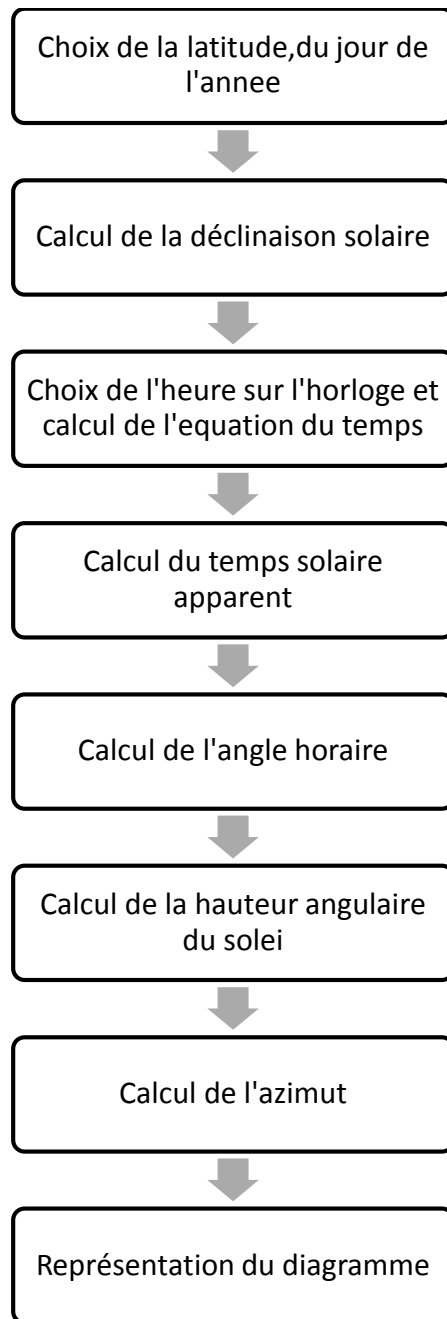 Choix de la latitude,du jour de
l'annee
Calcul de la déclinaison solaire
Choix de l'heure sur l'horloge et
calcul de l'equation du temps
Calcul du temps solaire
apparent
Calcul de l'angle horaire
Calcul de la hauteur angulaire
du solei
Calcul de l'azimut
Représentation du diagramme